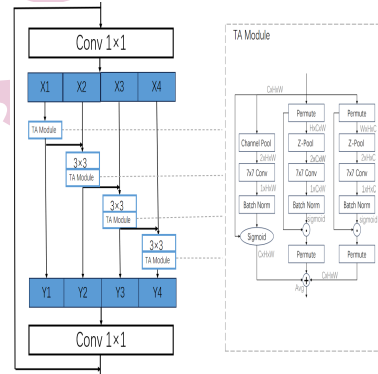 Conv 1×1
X1 X2 X3 X4
TA Module
3×3
TA Module
3×3
TA Module
3×3
TA Module
Y1 Y2 Y3 Y4
Conv 1×1
TA Module
CxHxW
Permute Permute
HxCxW WxHxC
Channel Pool Z-Pool Z-Pool
2xHxW 2xCxW 2xHxC
7x7 Conv 7x7 Conv 7x7 Conv
1xHxW 1xCxW 1xHxC
Batch Norm Batch Norm Batch Norm
sigmoid sigmoid
Sigmoid
CxHxW
Permute Permute
CxHxW
Avg